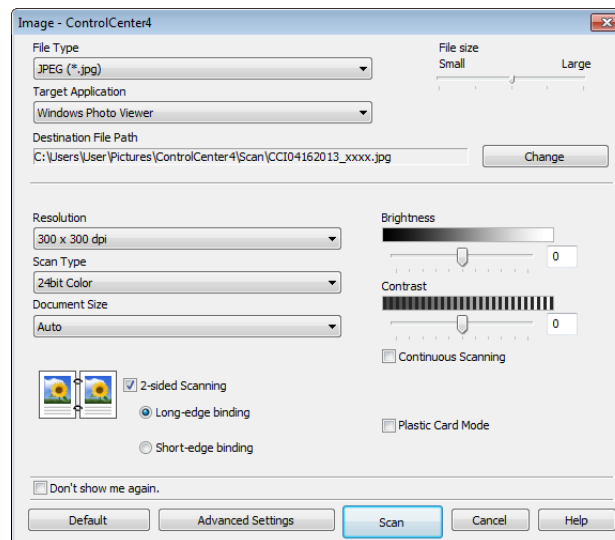 Image - ControlCenter4
File Type
JPEG (*.jpg)
File size
Small Large
Target Application
Windows Photo Viewer
Destination File Path
C:\Users\User\Pictures\ControlCenter4\Scan\CCI04162013_xxxx.jpg
Change
Resolution
300 x 300 dpi
Scan Type
24bit Color
Document Size
Auto
Brightness
0
Contrast
0
Continuous Scanning
2-sided Scanning
Long-edge binding
Short-edge binding
Plastic Card Mode
Don't show me again.
Default Advanced Settings Scan Cancel Help